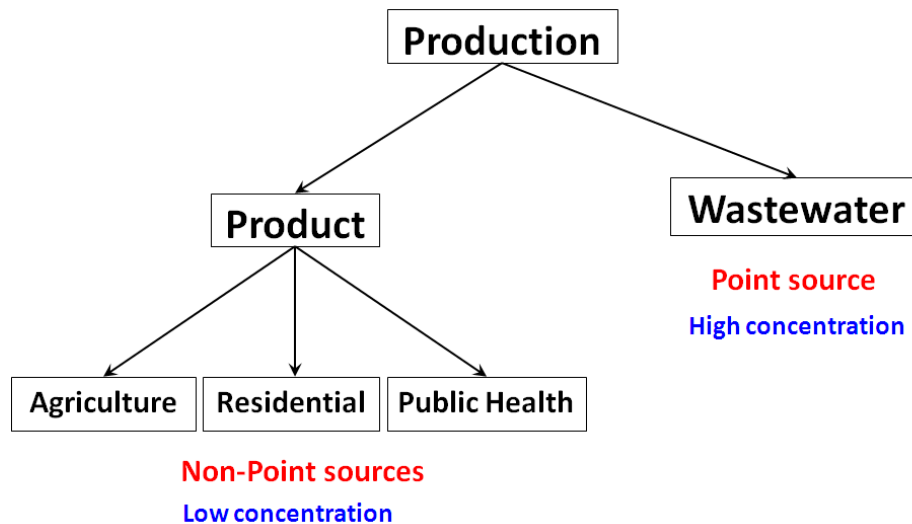 Production
Product
Wastewater
Point source
High concentration
Agriculture
Residential
Public Health
Non-Point sources
Low concentration